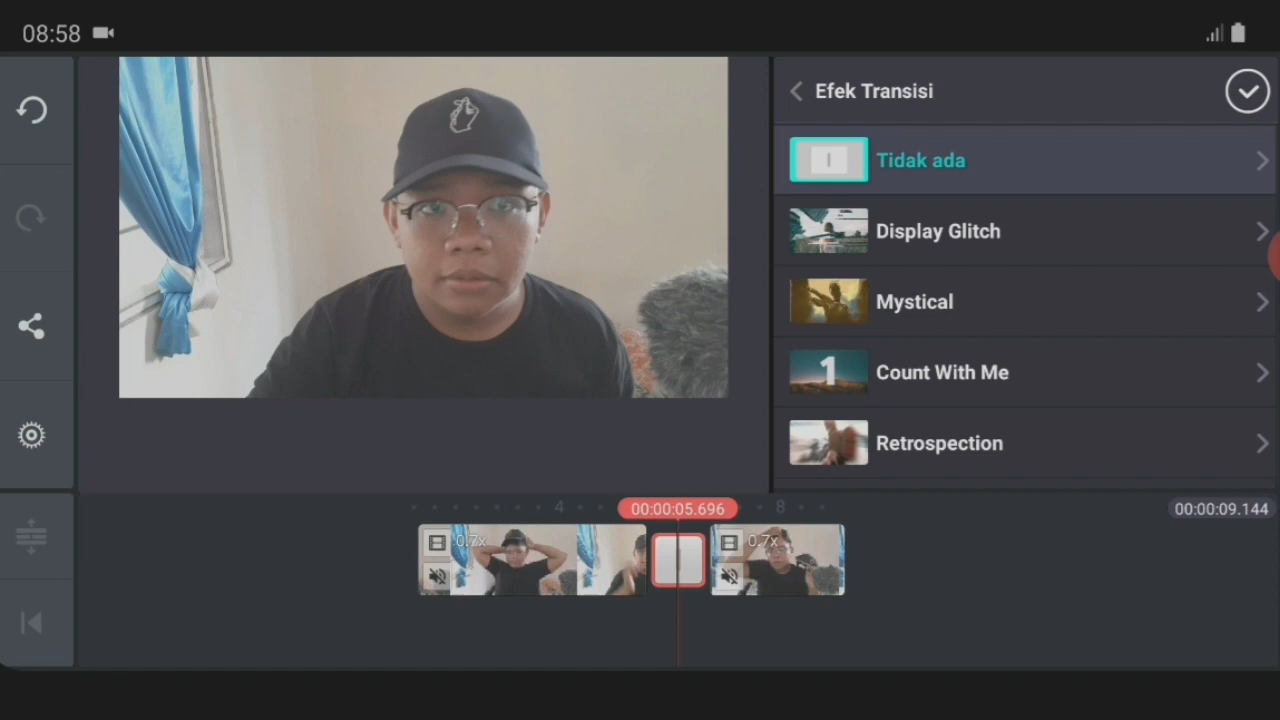 08:58
Efek Transisi
Tidak ada
Display Glitch
Mystical
1
Count With Me
Retrospection
4
00:00:05.696
8
00:00:09.144
0.7x
0.7x